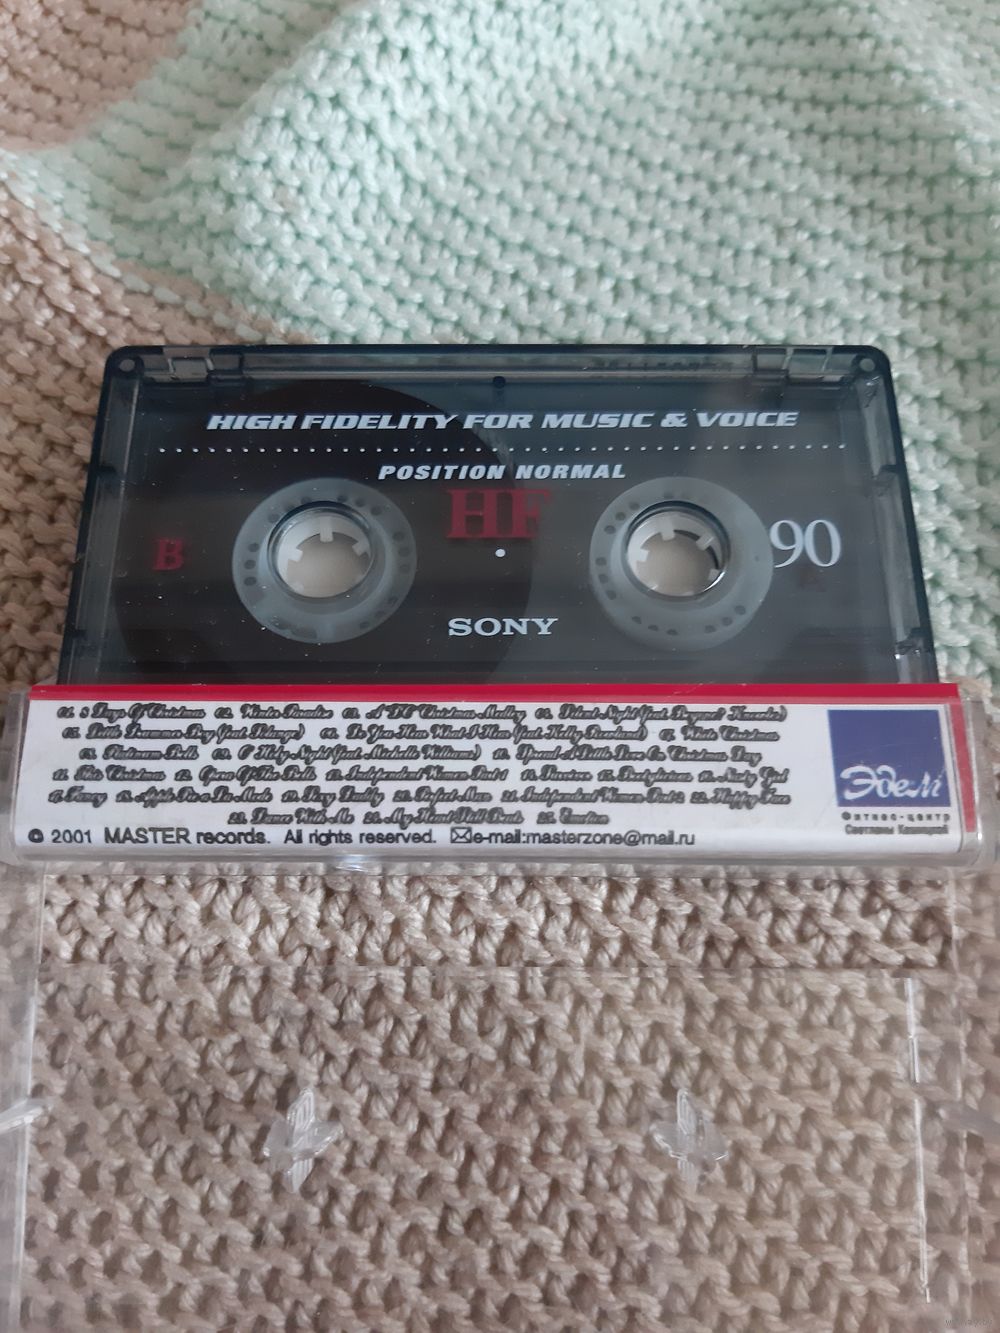 HIGH FIDELITY FOR MUSIC & VOICE
POSITION NORMAL
HF
B
90
SONY
01. 8 Days Of Christmas 02. Winter Paradise 03. A "DC" Christmas Medley 04. Silent Night (feat. Beyonce? Knowles)
05. Little Drummer Boy (feat. Solange) 06. Do You Hear What I Hear (feat. Kelly Rowland) 07. White Christmas
08. Platinum Bells 09. O' Holy Night (feat. Michelle Williams) 10. Spread A Little Love On Christmas Day
11. This Christmas 12. Opera Of The Bells 13. Independent Women Part 1 14. Survivor 15. Bootylicious 16. Nasty Girl
17. Fancy 18. Apple Pie a La Mode 19. Sexy Daddy 20. Perfect Man 21. Independent Women Part 2 22. Happy Face
23. Dance With Me 24. My Heart Still Beats 25. Emotion
© 2001 MASTER records. All rights reserved. e-mail:masterzone@mail.ru
Эдем
Фитнес-центр
Светланы